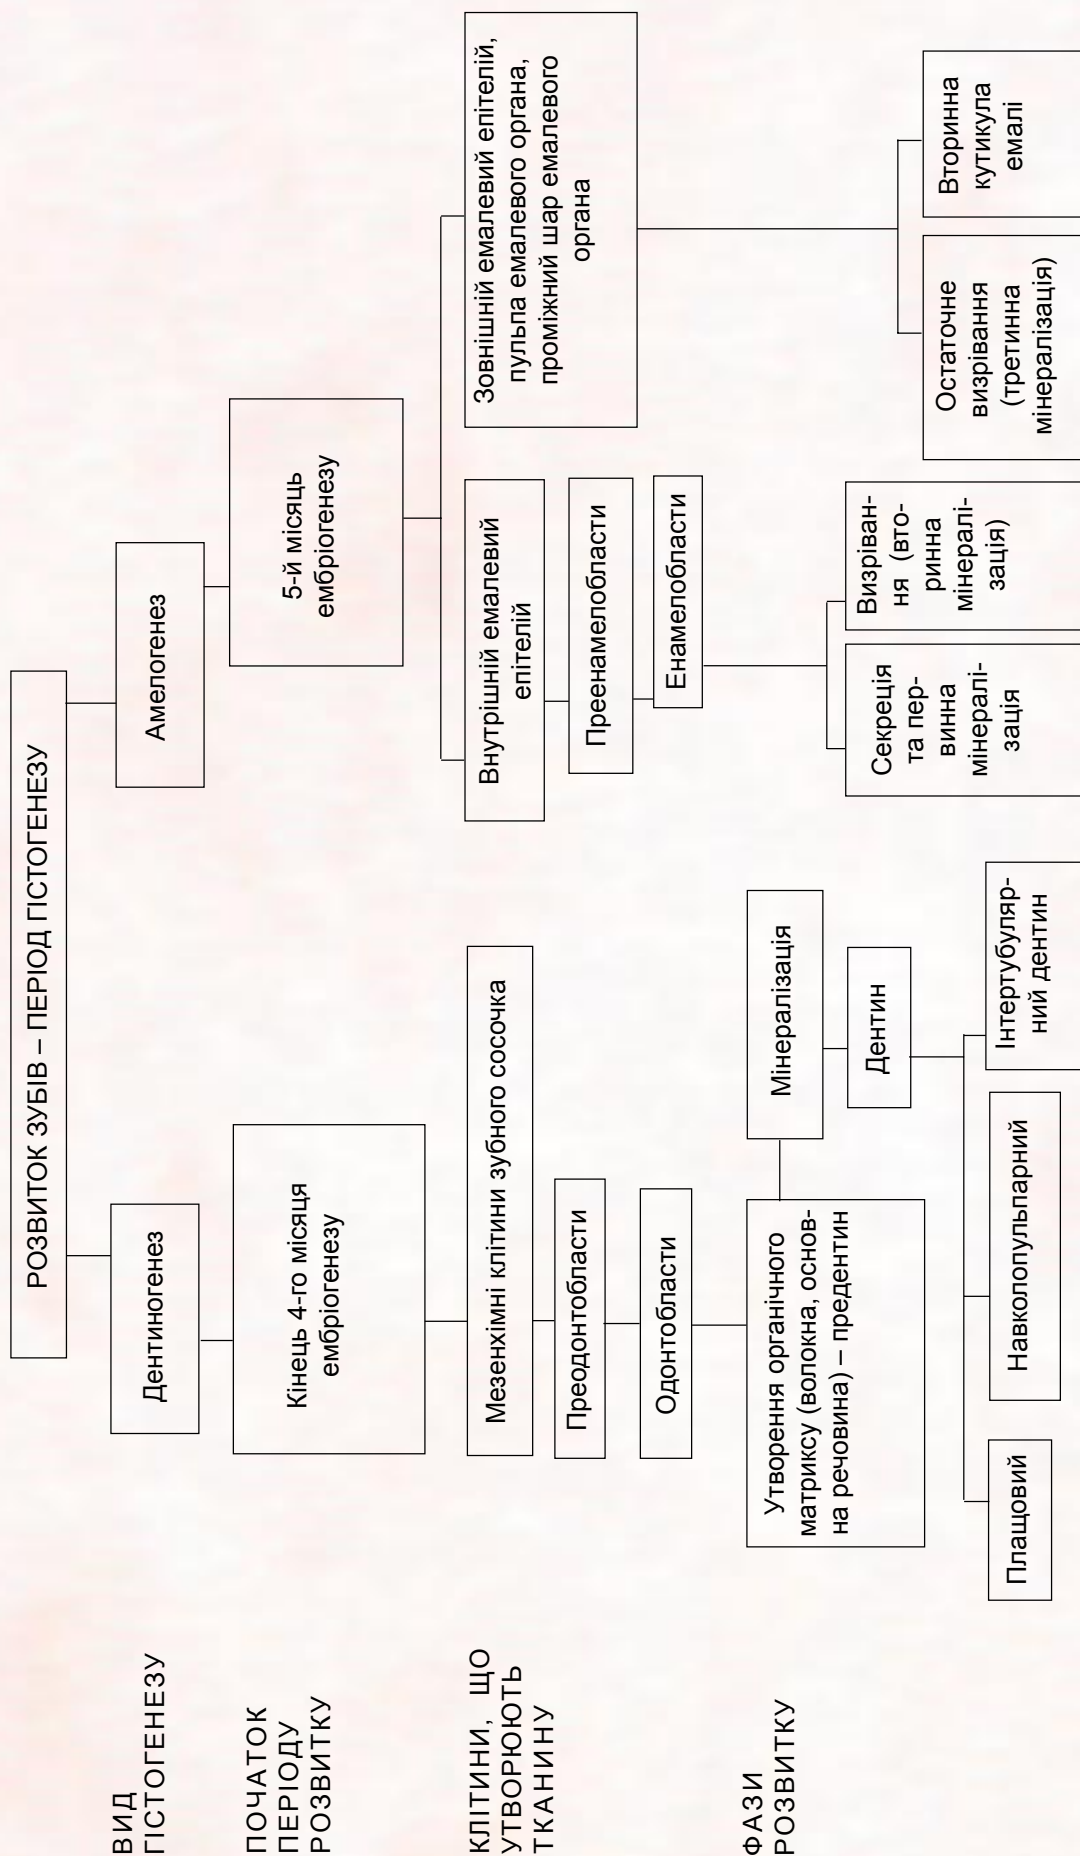 РОЗВИТОК ЗУБІВ – ПЕРІОД ГІСТОГЕНЕЗУ
ВИД
ГІСТОГЕНЕЗУ
Дентиногенез
Амелогенез
ПОЧАТОК
ПЕРІОДУ
РОЗВИТКУ
Кінець 4-го місяця
ембріогенезу
5-й місяць
ембріогенезу
КЛІТИНИ, ЩО
УТВОРЮЮТЬ
ТКАНИНУ
Мезенхімні клітини зубного сосочка
Преодонтобласти
Одонтобласти
Внутрішній емалевий
епітелій
Преенамелобласти
Енамелобласти
Зовнішній емалевий епітелій,
пульпа емалевого органа,
проміжний шар емалевого
органа
ФАЗИ
РОЗВИТКУ
Утворення органічного
матриксу (волокна, основ-
на речовина) – предентин
Мінералізація
Дентин
Плащовий
Навколопульпарний
Інтертубуляр-
ний дентин
Секреція
та пер-
винна
мінералі-
зація
Визріван-
ня (вто-
ринна
мінералі-
зація)
Остаточне
визрівання
(третинна
мінералізація)
Вторинна
кутикула
емалі